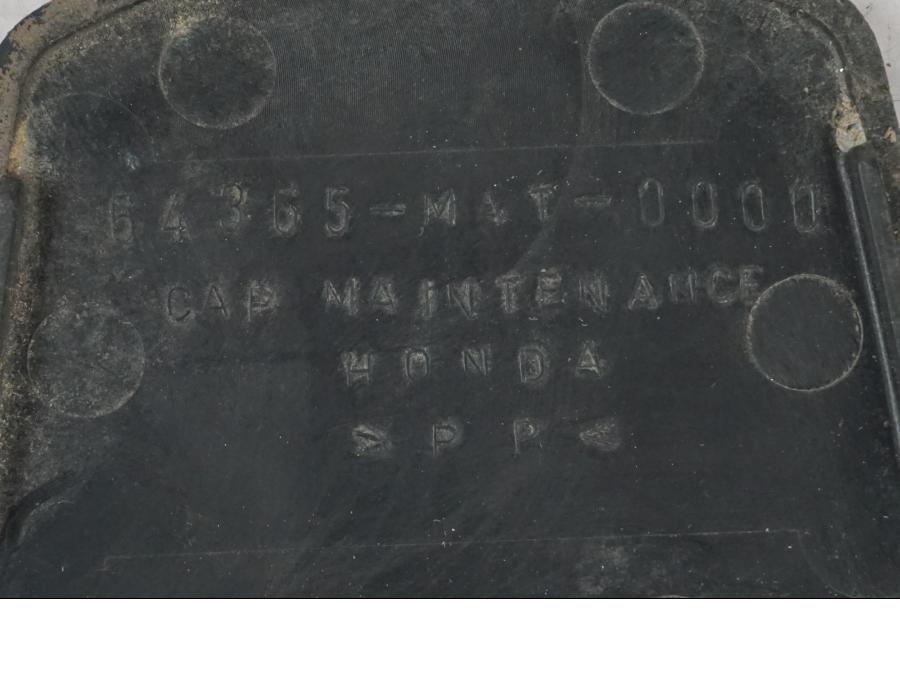 64365-MAT-0000
CAP MAINTENANCE
HONDA
>PP<